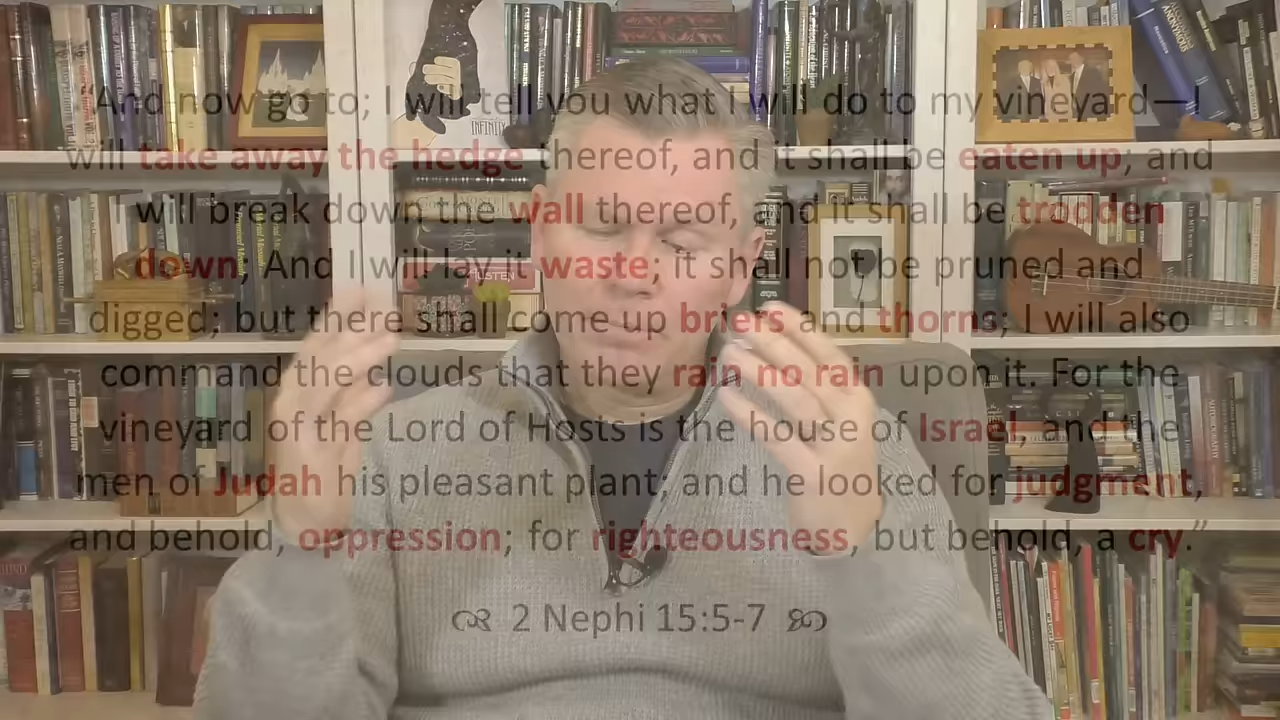 And now go to; I will tell you what I will do to my vineyard—I
will take away the hedge thereof, and it shall be eaten up; and
I will break down the wall thereof, and it shall be trodden
down; And I will lay it waste; it shall not be pruned and
digged; but there shall come up briers and thorns; I will also
command the clouds that they rain no rain upon it. For the
vineyard of the Lord of Hosts is the house of Israel, and the
men of Judah his pleasant plant; and he looked for judgment,
and behold, oppression; for righteousness, but behold, a cry.”
2 Nephi 15:5-7